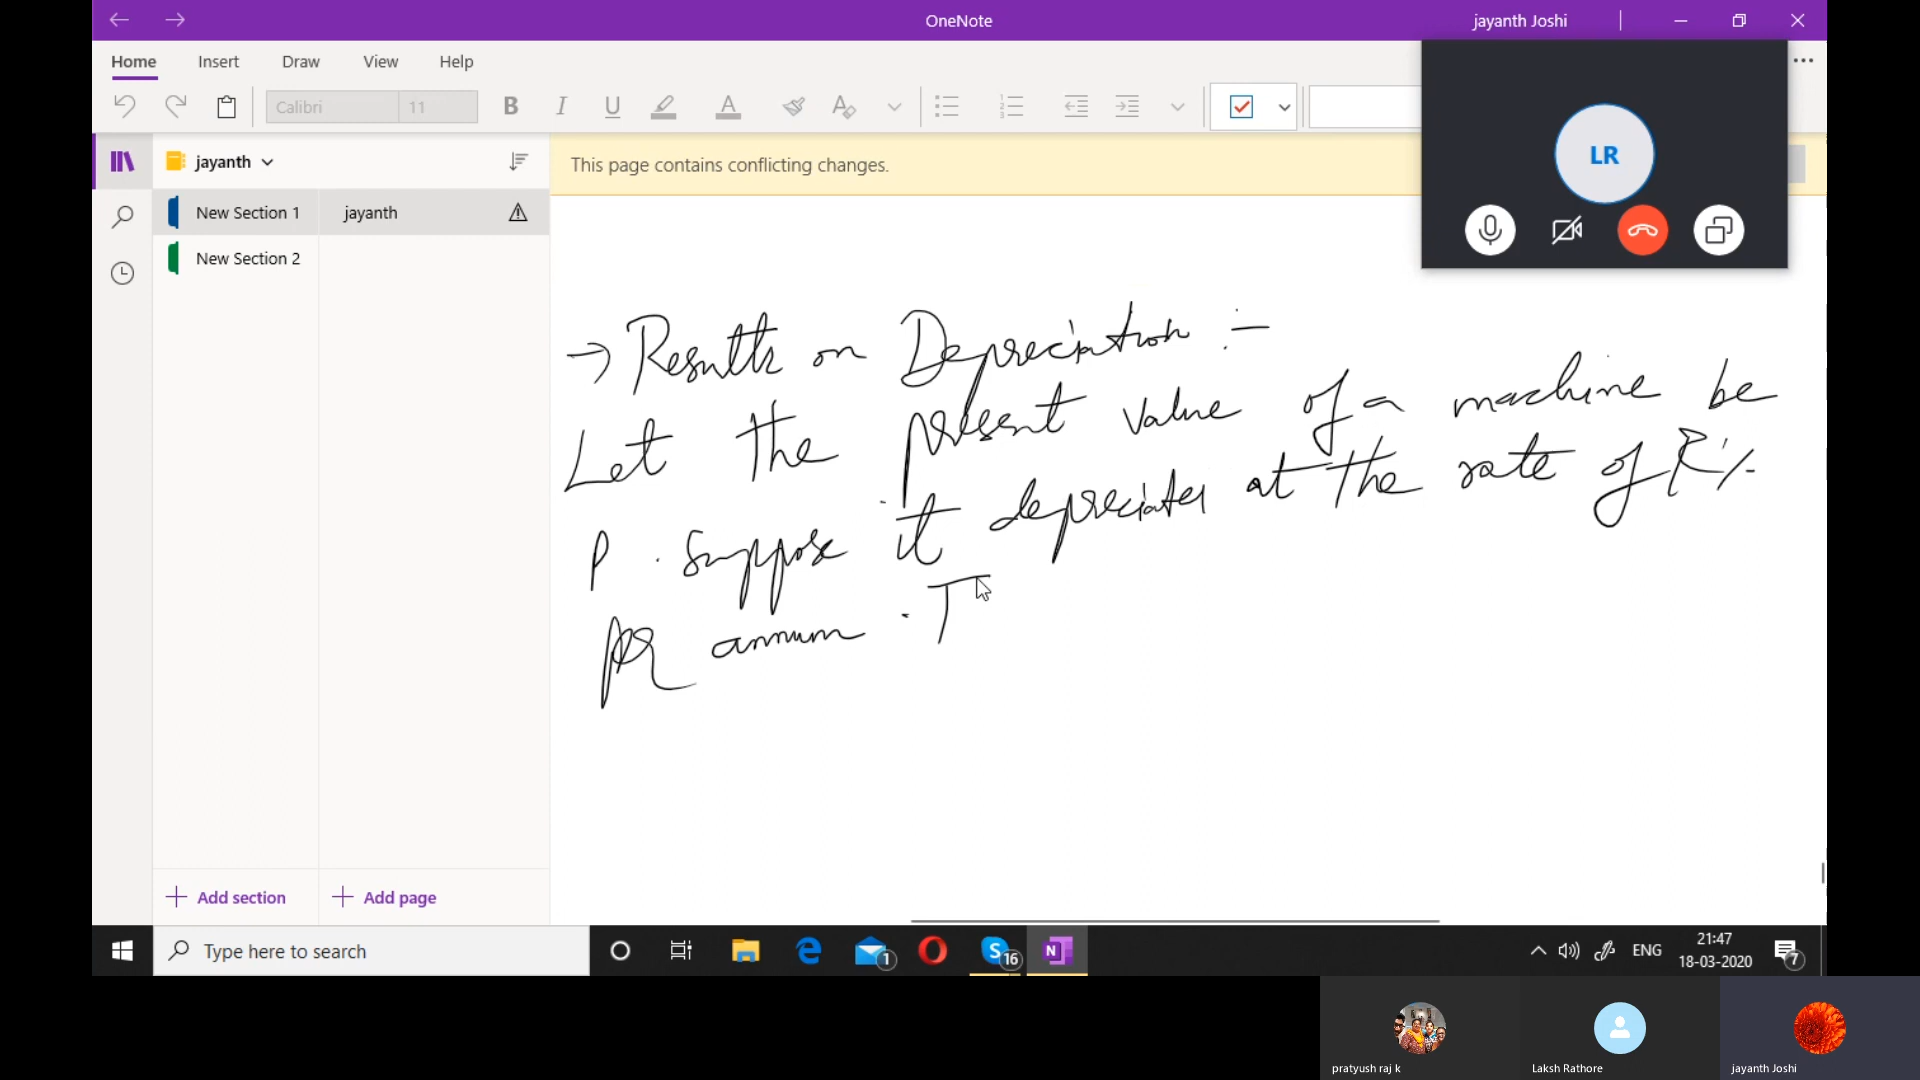 OneNote
jayanth Joshi
Home Insert Draw View Help
Calibri 11 B I U A
jayanth
This page contains conflicting changes.
New Section 1
jayanth
New Section 2
LR
→ Results on Depreciation :-
Let the present value of a machine be
P. Suppose it depreciates at the rate of R%
per annum. T
+ Add section
+ Add page
Type here to search
1
16
N
ENG
21:47
18-03-2020
7
pratyush raj k
Laksh Rathore
jayanth Joshi